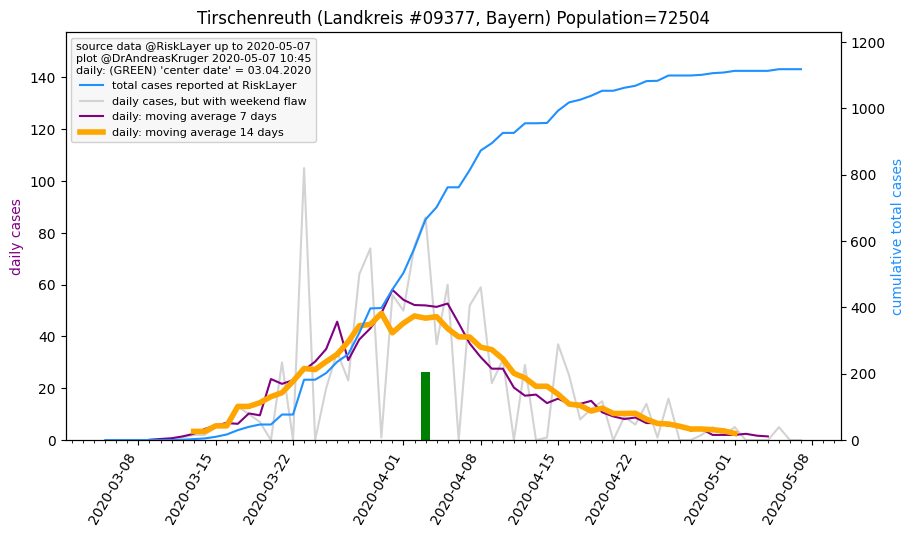 Tirschenreuth (Landkreis #09377, Bayern) Population=72504
source data @RiskLayer up to 2020-05-07
plot @DrAndreasKruger 2020-05-07 10:45
daily: (GREEN) 'center date' = 03.04.2020
total cases reported at RiskLayer
daily cases, but with weekend flaw
daily: moving average 7 days
daily: moving average 14 days
daily cases
140
120
100
80
60
40
20
0
1200
1000
800
600
400
200
0
cumulative total cases
2020-03-08
2020-03-15
2020-03-22
2020-04-01
2020-04-08
2020-04-15
2020-04-22
2020-05-01
2020-05-08